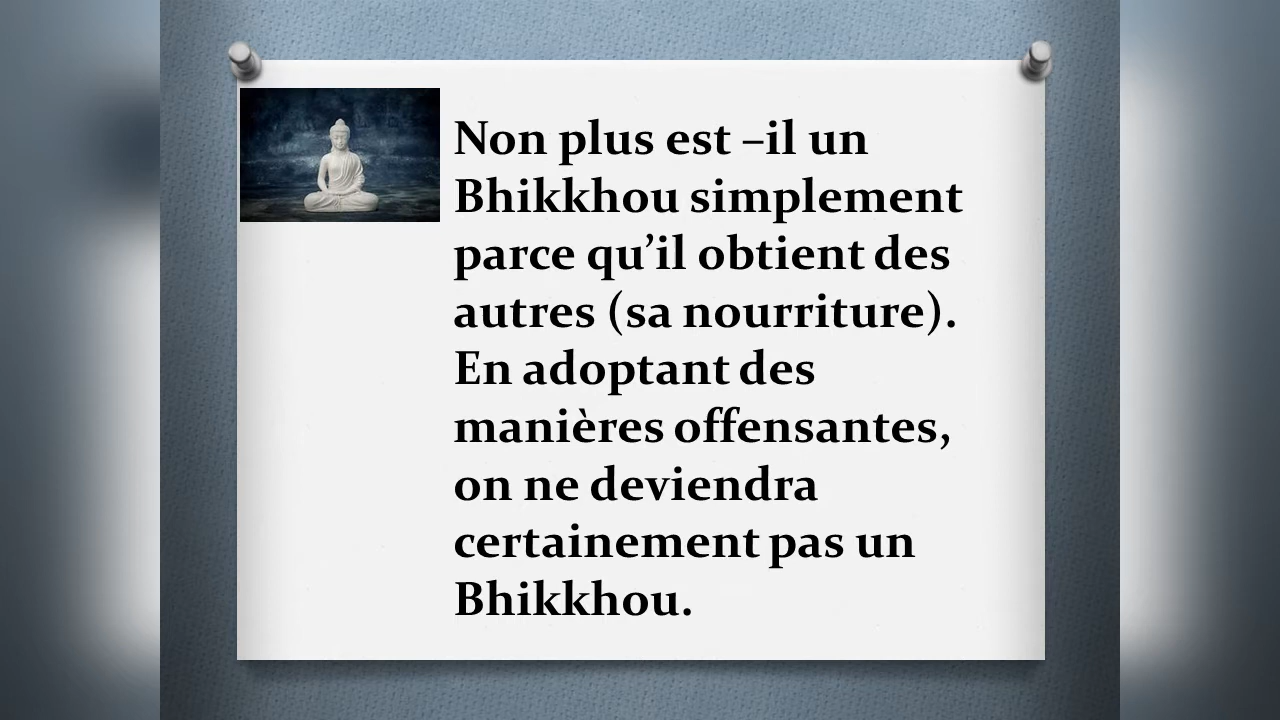 Non plus est –il un
Bhikkhou simplement
parce qu’il obtient des
autres (sa nourriture).
En adoptant des
manières offensantes,
on ne deviendra
certainement pas un
Bhikkhou.